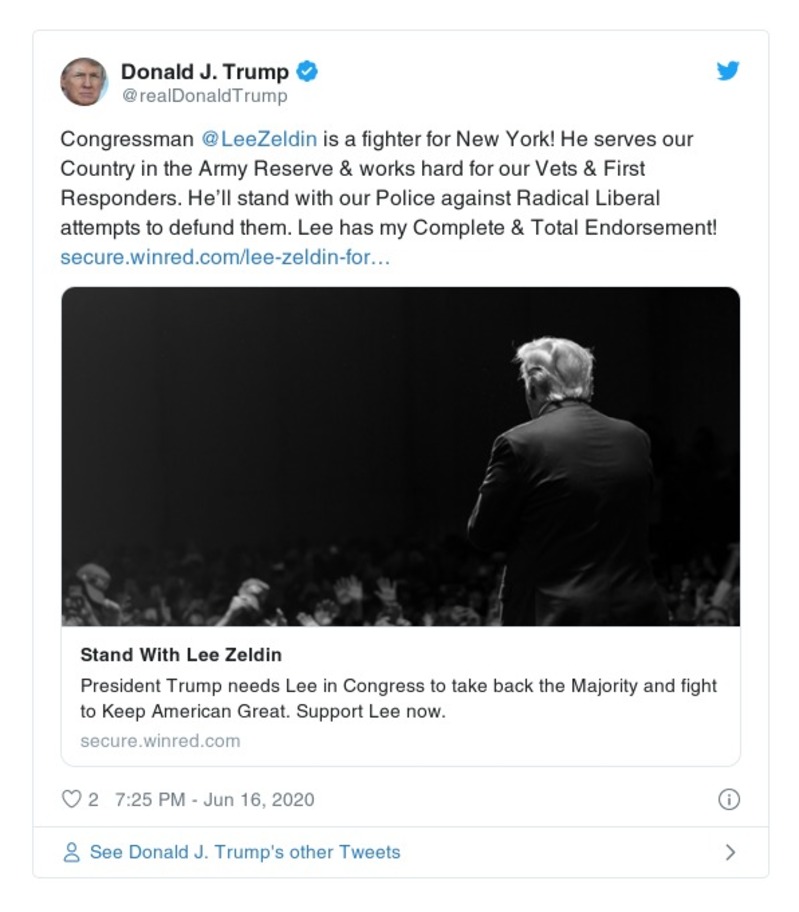 Donald J. Trump
@realDonaldTrump
Congressman @LeeZeldin is a fighter for New York! He serves our
Country in the Army Reserve & works hard for our Vets & First
Responders. He’ll stand with our Police against Radical Liberal
attempts to defund them. Lee has my Complete & Total Endorsement!
secure.winred.com/lee-zeldin-for…
Stand With Lee Zeldin
President Trump needs Lee in Congress to take back the Majority and fight
to Keep American Great. Support Lee now.
secure.winred.com
2 7:25 PM - Jun 16, 2020
See Donald J. Trump's other Tweets